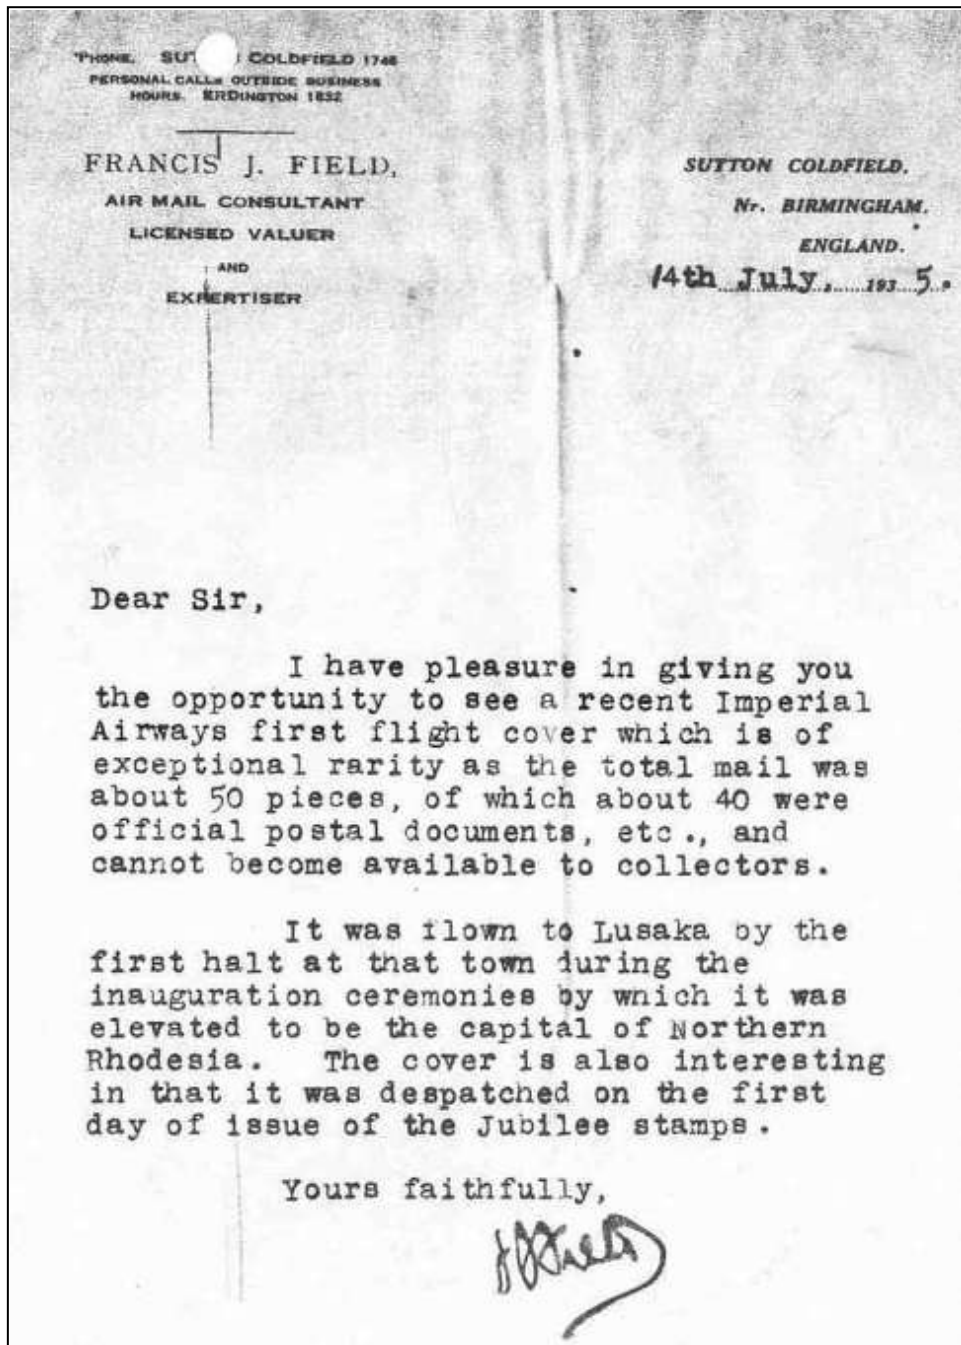 'PHONE. SUT COLDFIELD 1746
PERSONAL CALLS OUTSIDE BUSINESS
HOURS. ERDINGTON 1832
FRANCIS J. FIELD,
AIR MAIL CONSULTANT
LICENSED VALUER
AND
EXPERTISER
SUTTON COLDFIELD.
Nr. BIRMINGHAM.
ENGLAND.
14th July, 1935.
Dear Sir,
I have pleasure in giving you
the opportunity to see a recent Imperial
Airways first flight cover which is of
exceptional rarity as the total mail was
about 50 pieces, of which about 40 were
official postal documents, etc., and
cannot become available to collectors.
It was flown to Lusaka by the
first halt at that town during the
inauguration ceremonies by which it was
elevated to be the capital of Northern
Rhodesia. The cover is also interesting
in that it was despatched on the first
day of issue of the Jubilee stamps.
Yours faithfully,